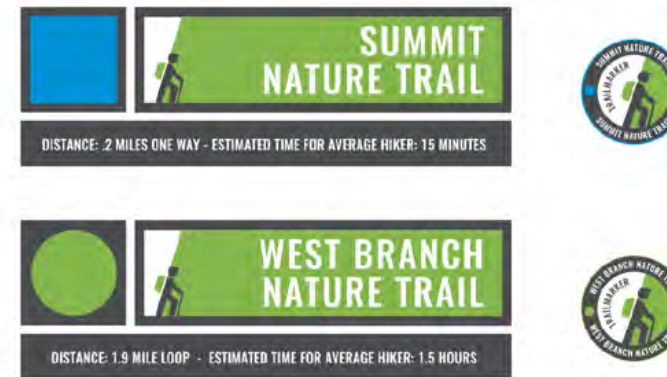 SUMMIT
NATURE TRAIL
DISTANCE: .2 MILES ONE WAY - ESTIMATED TIME FOR AVERAGE HIKER: 15 MINUTES
SUMMIT NATURE
TRAILMARKER
SUMMIT NATURE TRAIL
WEST BRANCH
NATURE TRAIL
DISTANCE: 1.9 MILE LOOP - ESTIMATED TIME FOR AVERAGE HIKER: 1.5 HOURS
WEST BRANCH NATURE
TRAILMARKER
WEST BRANCH NATURE